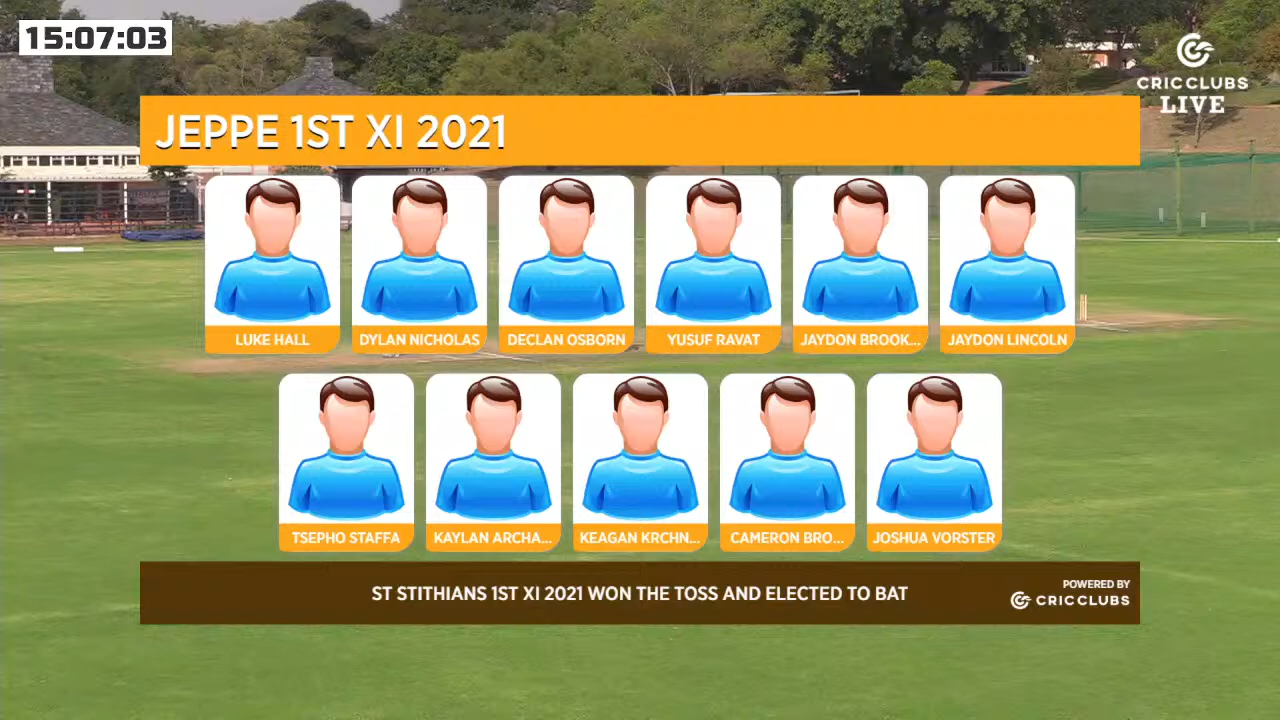 15:07:03
CRICCLUBS
LIVE
JEPPE 1ST XI 2021
LUKE HALL
DYLAN NICHOLAS
DECLAN OSBORN
YUSUF RAVAT
JAYDON BROOK...
JAYDON LINCOLN
TSEPHO STAFFA
KAYLAN ARCHA...
KEAGAN KRCHN...
CAMERON BRO...
JOSHUA VORSTER
ST STITHIANS 1ST XI 2021 WON THE TOSS AND ELECTED TO BAT
POWERED BY
CRICCLUBS